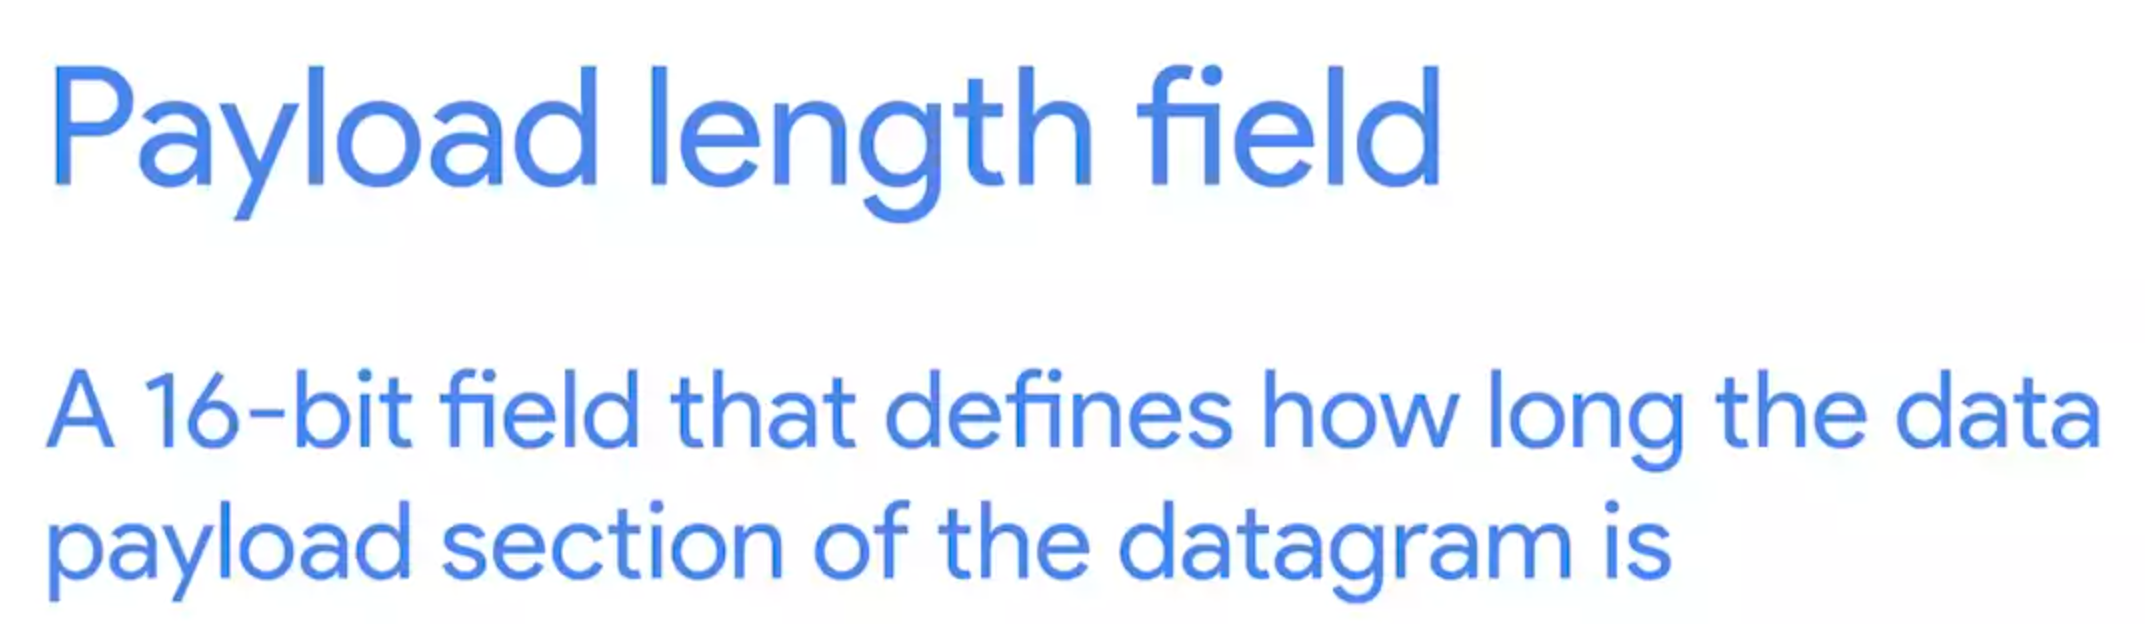 Payload length field
A 16-bit field that defines how long the data
payload section of the datagram is